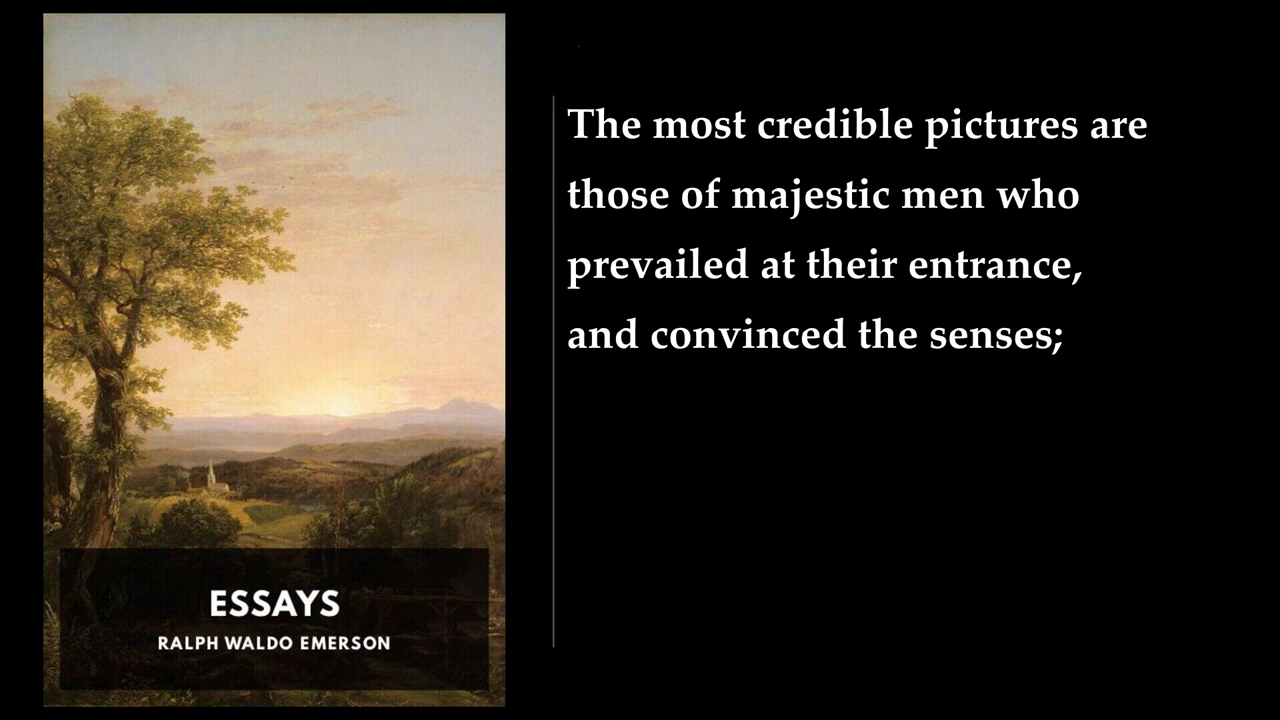 ESSAYS
RALPH WALDO EMERSON
The most credible pictures are
those of majestic men who
prevailed at their entrance,
and convinced the senses;